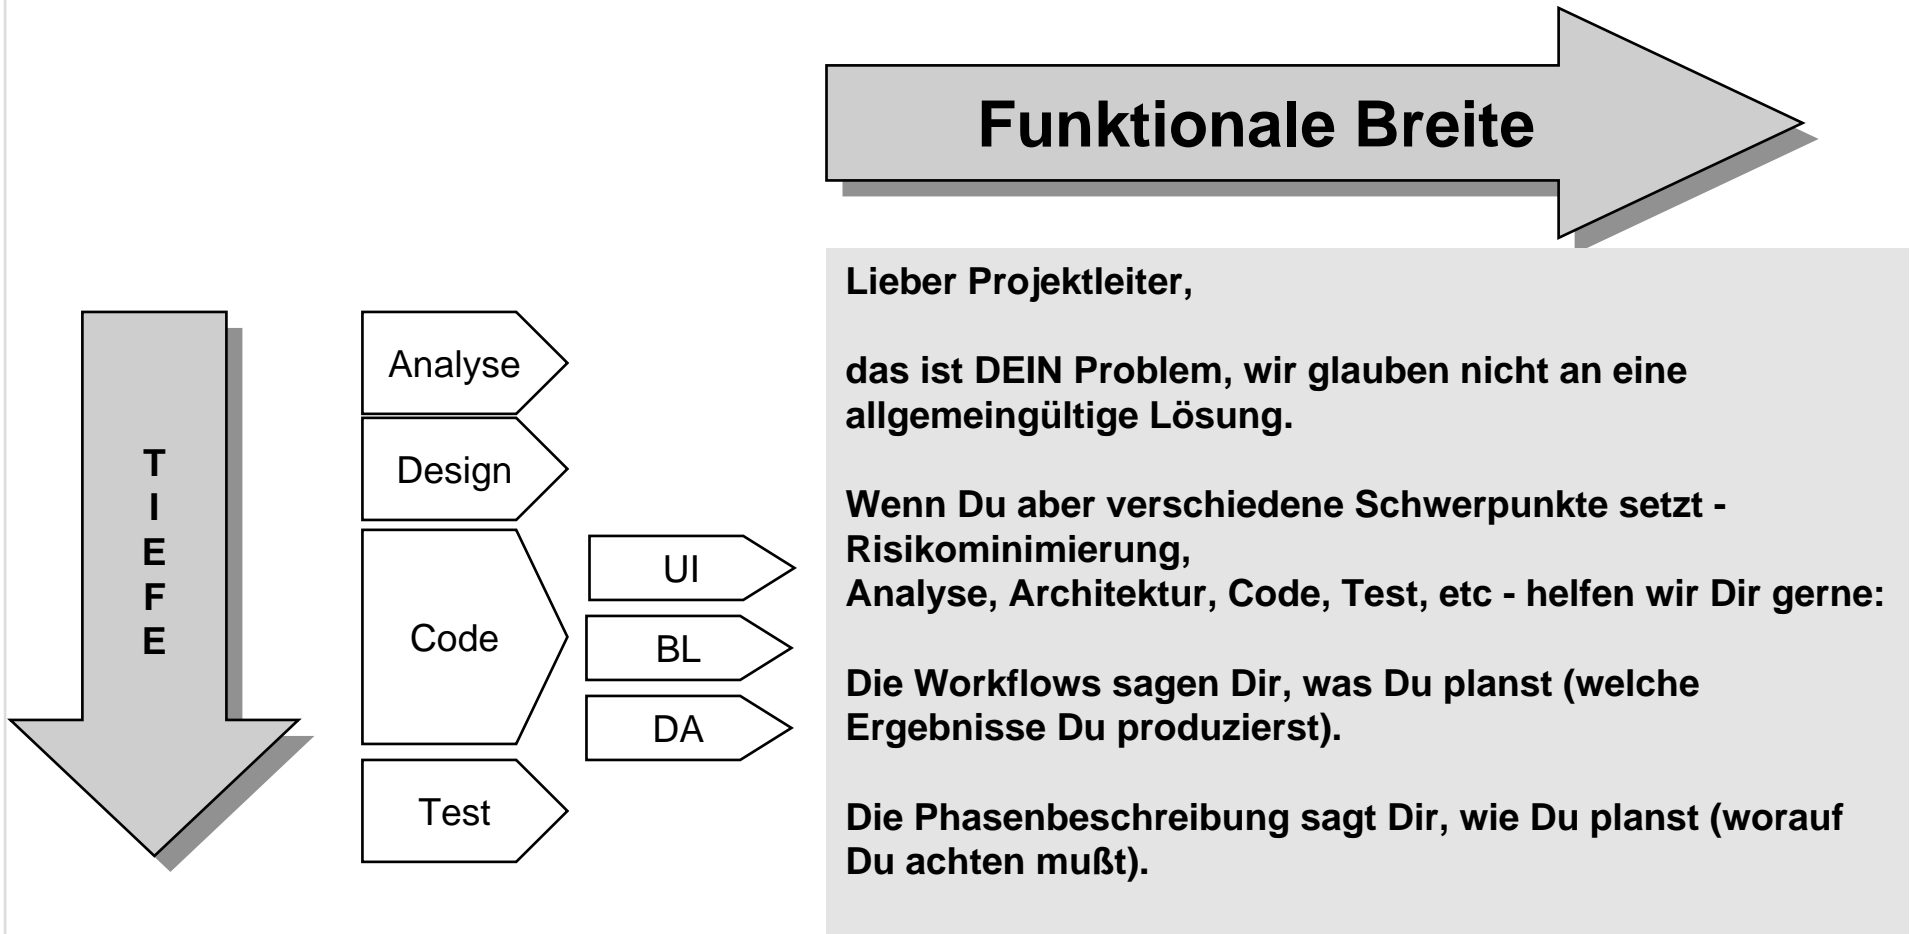 Funktionale Breite
T
I
E
F
E
Analyse
Design
Code
Test
UI
BL
DA
Lieber Projektleiter,
das ist DEIN Problem, wir glauben nicht an eine
allgemeingültige Lösung.
Wenn Du aber verschiedene Schwerpunkte setzt -
Risikominimierung,
Analyse, Architektur, Code, Test, etc - helfen wir Dir gerne:
Die Workflows sagen Dir, was Du planst (welche
Ergebnisse Du produzierst).
Die Phasenbeschreibung sagt Dir, wie Du planst (worauf
Du achten mußt).